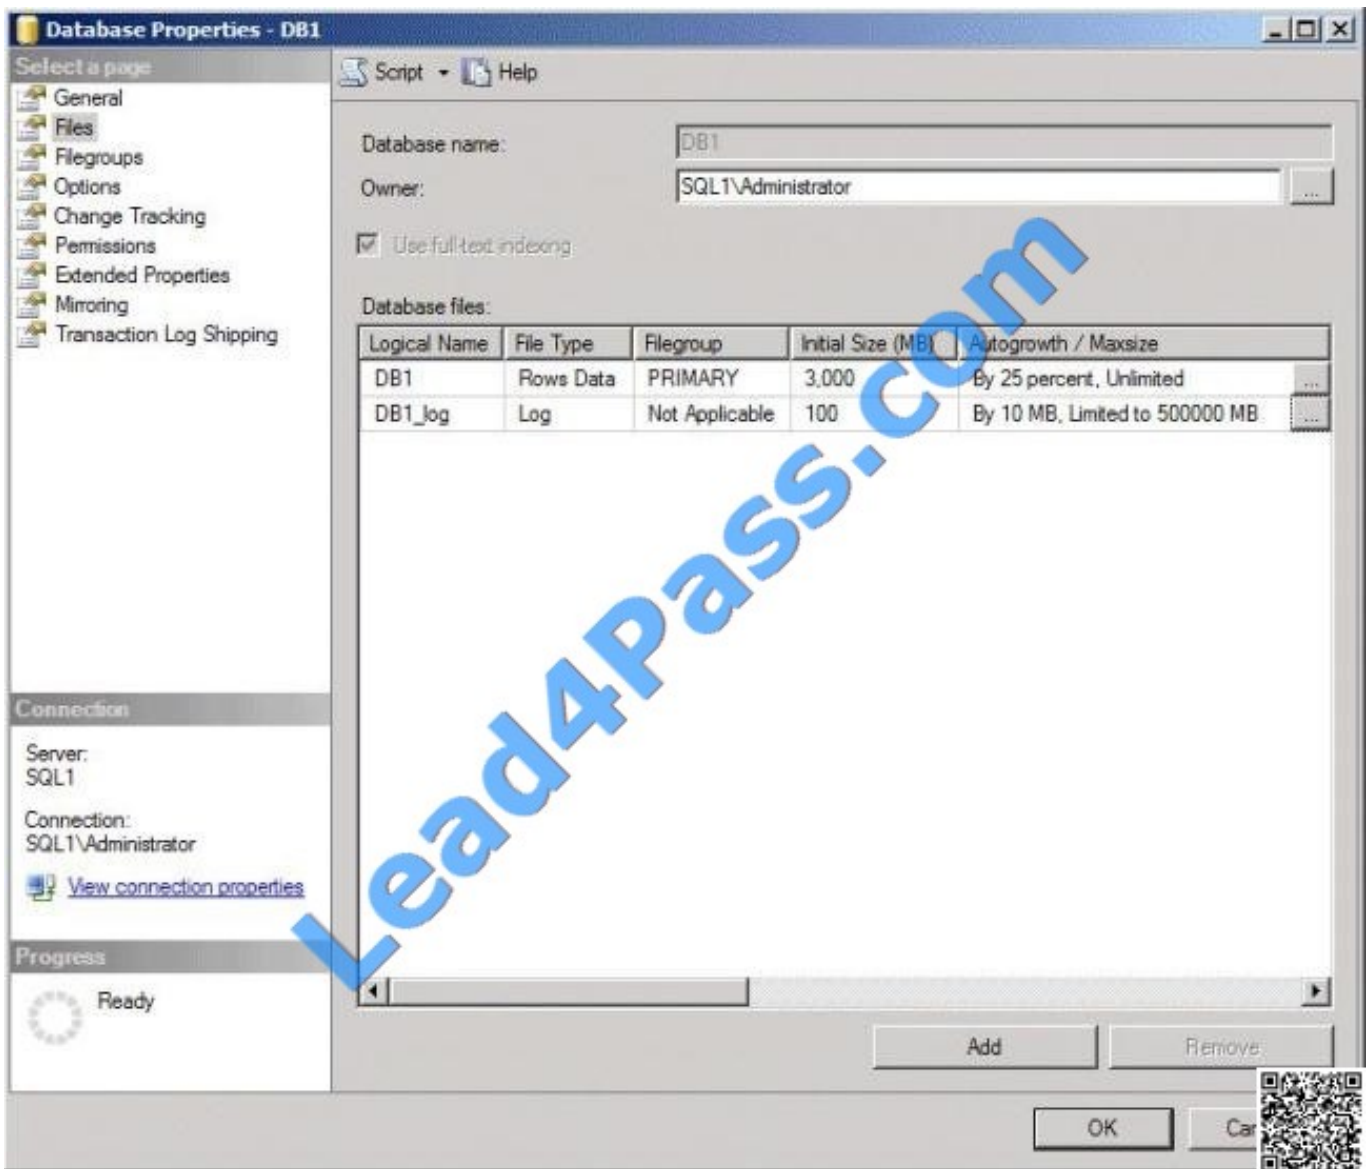 Database Properties - DB1
Select a page
General
Files
Filegroups
Options
Change Tracking
Permissions
Extended Properties
Mirroring
Transaction Log Shipping
Script
Help
Database name:
DB1
Owner:
SQL1\Administrator
...
Use full-text indexing
Database files:
Logical Name File Type Filegroup Initial Size (MB) Autogrowth / Maxsize
DB1 Rows Data PRIMARY 3,000 By 25 percent, Unlimited ...
DB1_log Log Not Applicable 100 By 10 MB, Limited to 500000 MB ...
Lead4Pass.com
Connection
Server:
SQL1
Connection:
SQL1\Administrator
View connection properties
Progress
Ready
Add
Remove
OK
Can